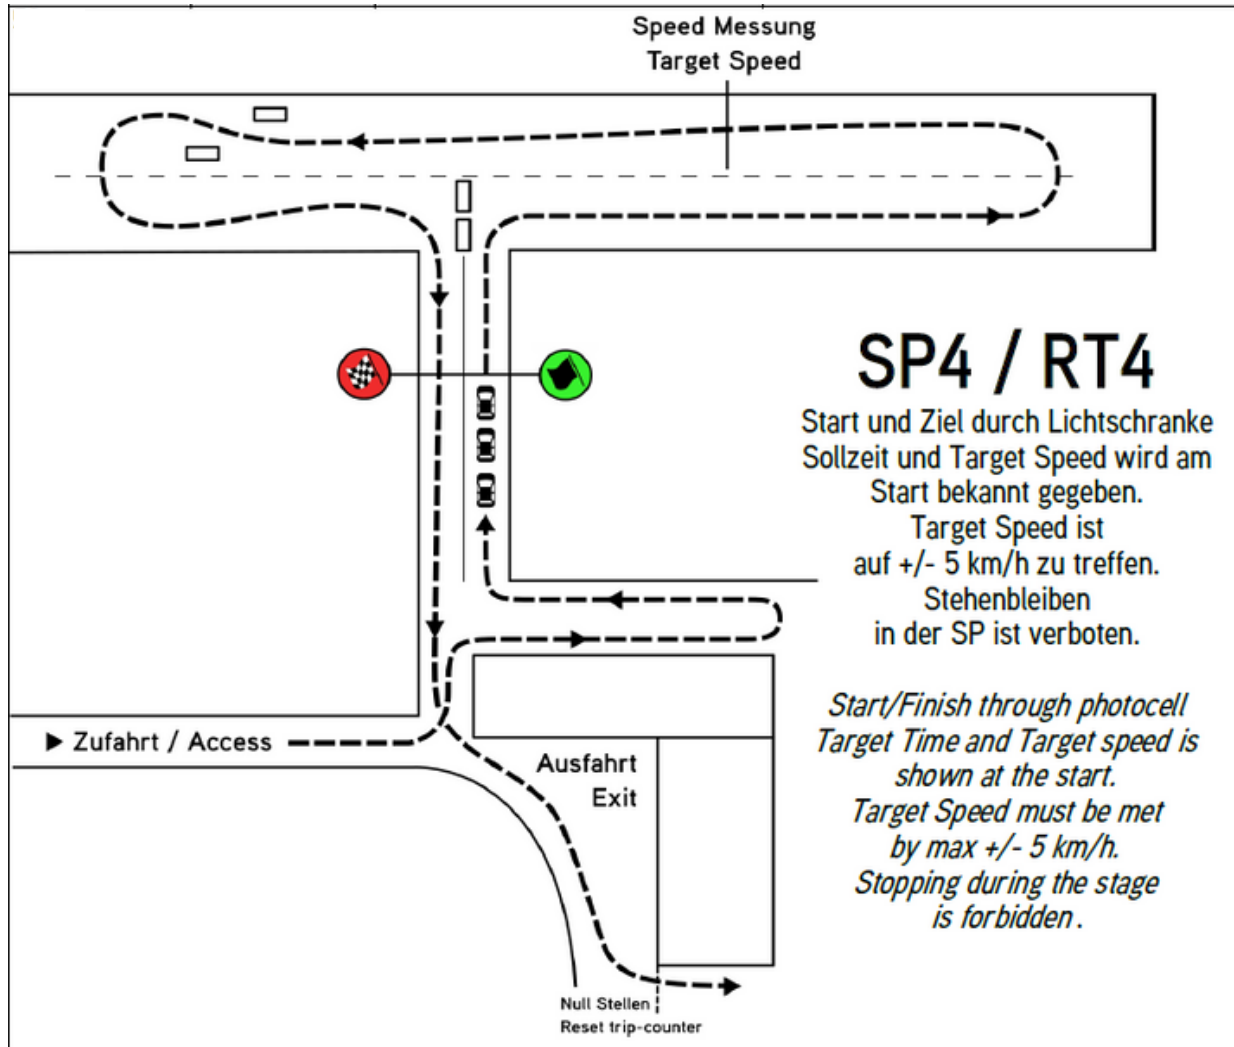 Speed Messung
Target Speed
SP4 / RT4
Start und Ziel durch Lichtschranke
Sollzeit und Target Speed wird am
Start bekannt gegeben.
Target Speed ist
auf +/- 5 km/h zu treffen.
Stehenbleiben
in der SP ist verboten.
Start/Finish through photocell
Target Time and Target speed is
shown at the start.
Target Speed must be met
by max +/- 5 km/h.
Stopping during the stage
is forbidden.
Zufahrt / Access
Ausfahrt
Exit
Null Stellen
Reset trip-counter